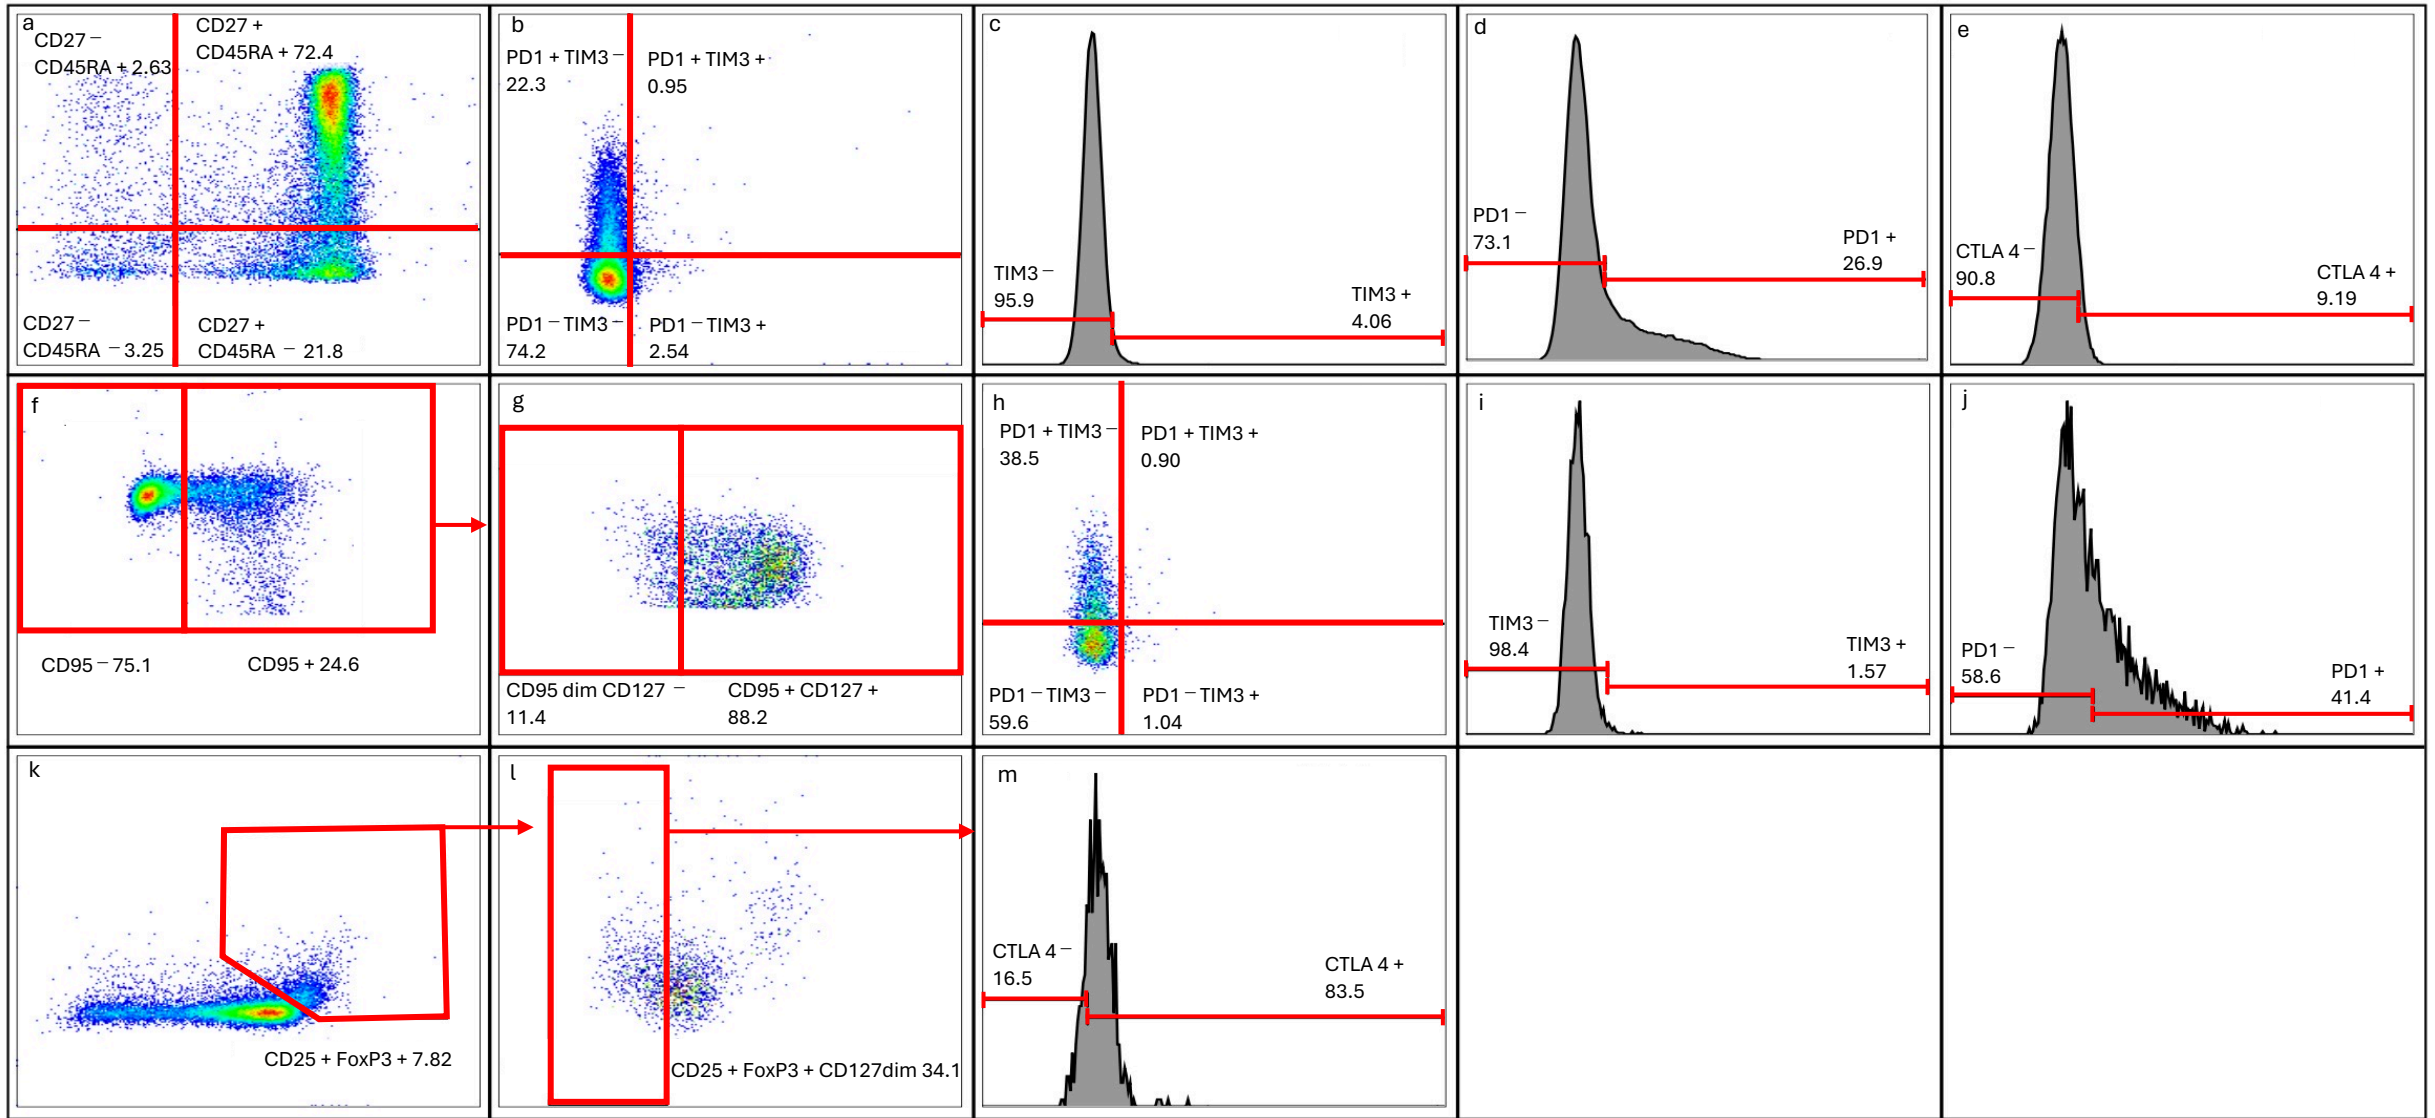 a
CD27 –
CD45RA + 2.63
CD27 +
CD45RA + 72.4
CD27 –
CD45RA – 3.25
CD27 +
CD45RA – 21.8
b
PD1 + TIM3 –
22.3
PD1 + TIM3 +
0.95
PD1 – TIM3 –
74.2
PD1 – TIM3 +
2.54
c
TIM3 –
95.9
TIM3 +
4.06
d
PD1 –
73.1
PD1 +
26.9
e
CTLA 4 –
90.8
CTLA 4 +
9.19
f
CD95 – 75.1
CD95 + 24.6
g
CD95 dim CD127 –
11.4
CD95 + CD127 +
88.2
h
PD1 + TIM3 –
38.5
PD1 + TIM3 +
0.90
PD1 – TIM3 –
59.6
PD1 – TIM3 +
1.04
i
TIM3 –
98.4
TIM3 +
1.57
j
PD1 –
58.6
PD1 +
41.4
k
CD25 + FoxP3 + 7.82
l
CD25 + FoxP3 + CD127dim 34.1
m
CTLA 4 –
16.5
CTLA 4 +
83.5